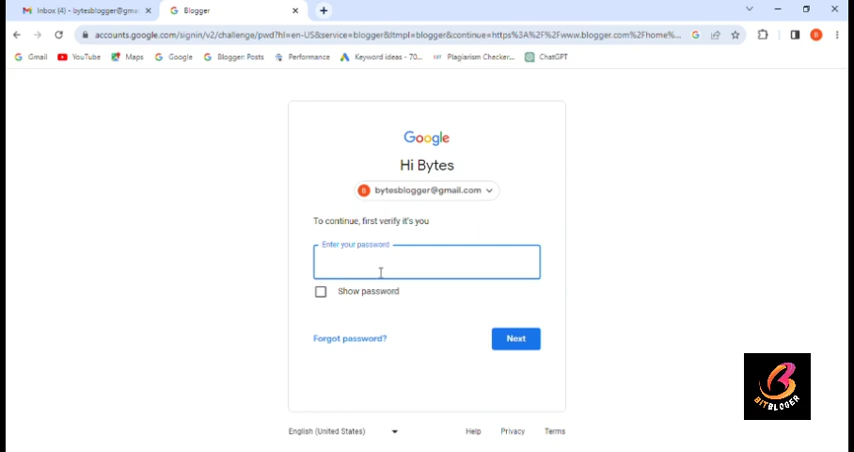 Inbox (4) - bytesblogger@gma
Blogger
accounts.google.com/signin/v2/challenge/pwd?hl=en-US&service=blogger&ltmpl=blogger&continue=https%3A%2F%2Fwww.blogger.com%2Fhome%...
B
Gmail
YouTube
Maps
Google
Blogger: Posts
Performance
Keyword ideas - 70...
Plagiarism Checker...
ChatGPT
Google
Hi Bytes
B bytesblogger@gmail.com
To continue, first verify it's you
Enter your password
Show password
Forgot password?
Next
BITBLOGER
English (United States)
Help
Privacy
Terms